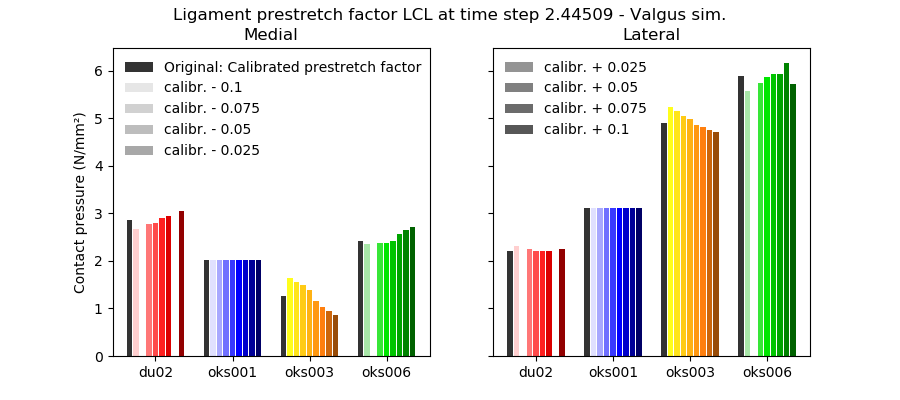 Ligament prestretch factor LCL at time step 2.44509 - Valgus sim.
Medial
Lateral
Contact pressure (N/mm²)
6
5
4
3
2
1
0
Original: Calibrated prestretch factor
calibr. - 0.1
calibr. - 0.075
calibr. - 0.05
calibr. - 0.025
calibr. + 0.025
calibr. + 0.05
calibr. + 0.075
calibr. + 0.1
du02 oks001 oks003 oks006
du02 oks001 oks003 oks006